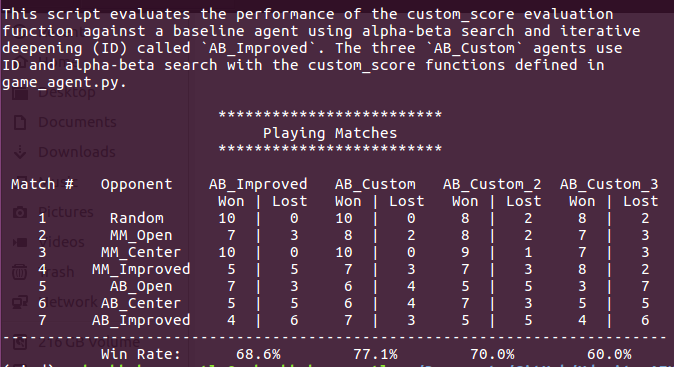 This script evaluates the performance of the custom_score evaluation
function against a baseline agent using alpha-beta search and iterative
deepening (ID) called `AB_Improved`. The three `AB_Custom` agents use
ID and alpha-beta search with the custom_score functions defined in
game_agent.py.
*************************
Playing Matches
*************************
Match # Opponent AB_Improved AB_Custom AB_Custom_2 AB_Custom_3
Won | Lost Won | Lost Won | Lost Won | Lost
1 Random 10 | 0 10 | 0 8 | 2 8 | 2
2 MM_Open 7 | 3 8 | 2 8 | 2 7 | 3
3 MM_Center 10 | 0 10 | 0 9 | 1 7 | 3
4 MM_Improved 5 | 5 7 | 3 7 | 3 8 | 2
5 AB_Open 7 | 3 6 | 4 5 | 5 3 | 7
6 AB_Center 5 | 5 6 | 4 7 | 3 5 | 5
7 AB_Improved 4 | 6 7 | 3 5 | 5 4 | 6
--------------------------------------------------------------------------
Win Rate: 68.6% 77.1% 70.0% 60.0%
Desktop
Documents
Downloads
Pictures
Videos
Trash
Network